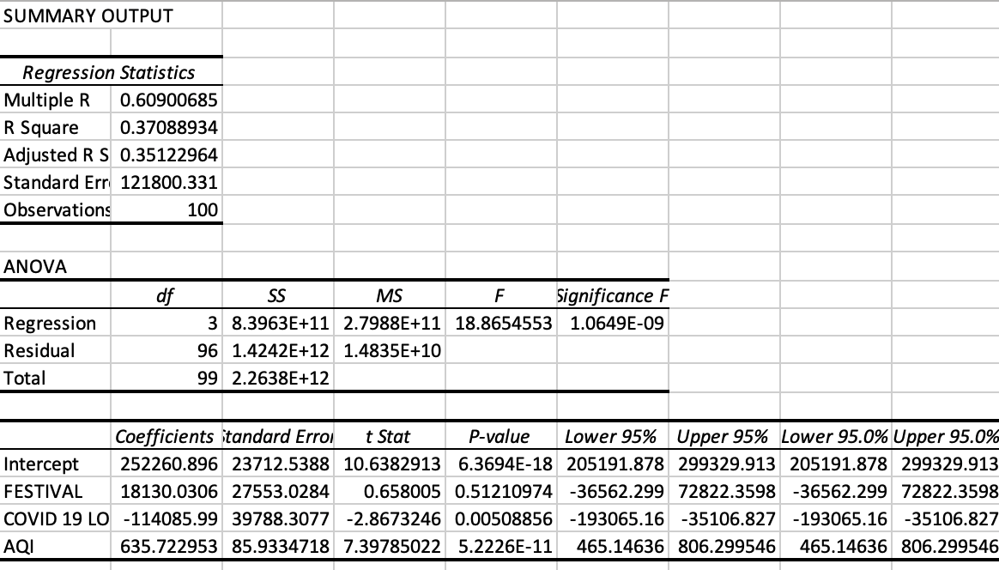 SUMMARY OUTPUT
Regression Statistics
Multiple R 0.60900685
R Square 0.37088934
Adjusted R S 0.35122964
Standard Err 121800.331
Observations 100
ANOVA
df SS MS F Significance F
Regression 3 8.3963E+11 2.7988E+11 18.8654553 1.0649E-09
Residual 96 1.4242E+12 1.4835E+10
Total 99 2.2638E+12
Coefficients Standard Error t Stat P-value Lower 95% Upper 95% Lower 95.0% Upper 95.0%
Intercept 252260.896 23712.5388 10.6382913 6.3694E-18 205191.878 299329.913 205191.878 299329.913
FESTIVAL 18130.0306 27553.0284 0.658005 0.51210974 -36562.299 72822.3598 -36562.299 72822.3598
COVID 19 LO -114085.99 39788.3077 -2.8673246 0.00508856 -193065.16 -35106.827 -193065.16 -35106.827
AQI 635.722953 85.9334718 7.39785022 5.2226E-11 465.14636 806.299546 465.14636 806.299546